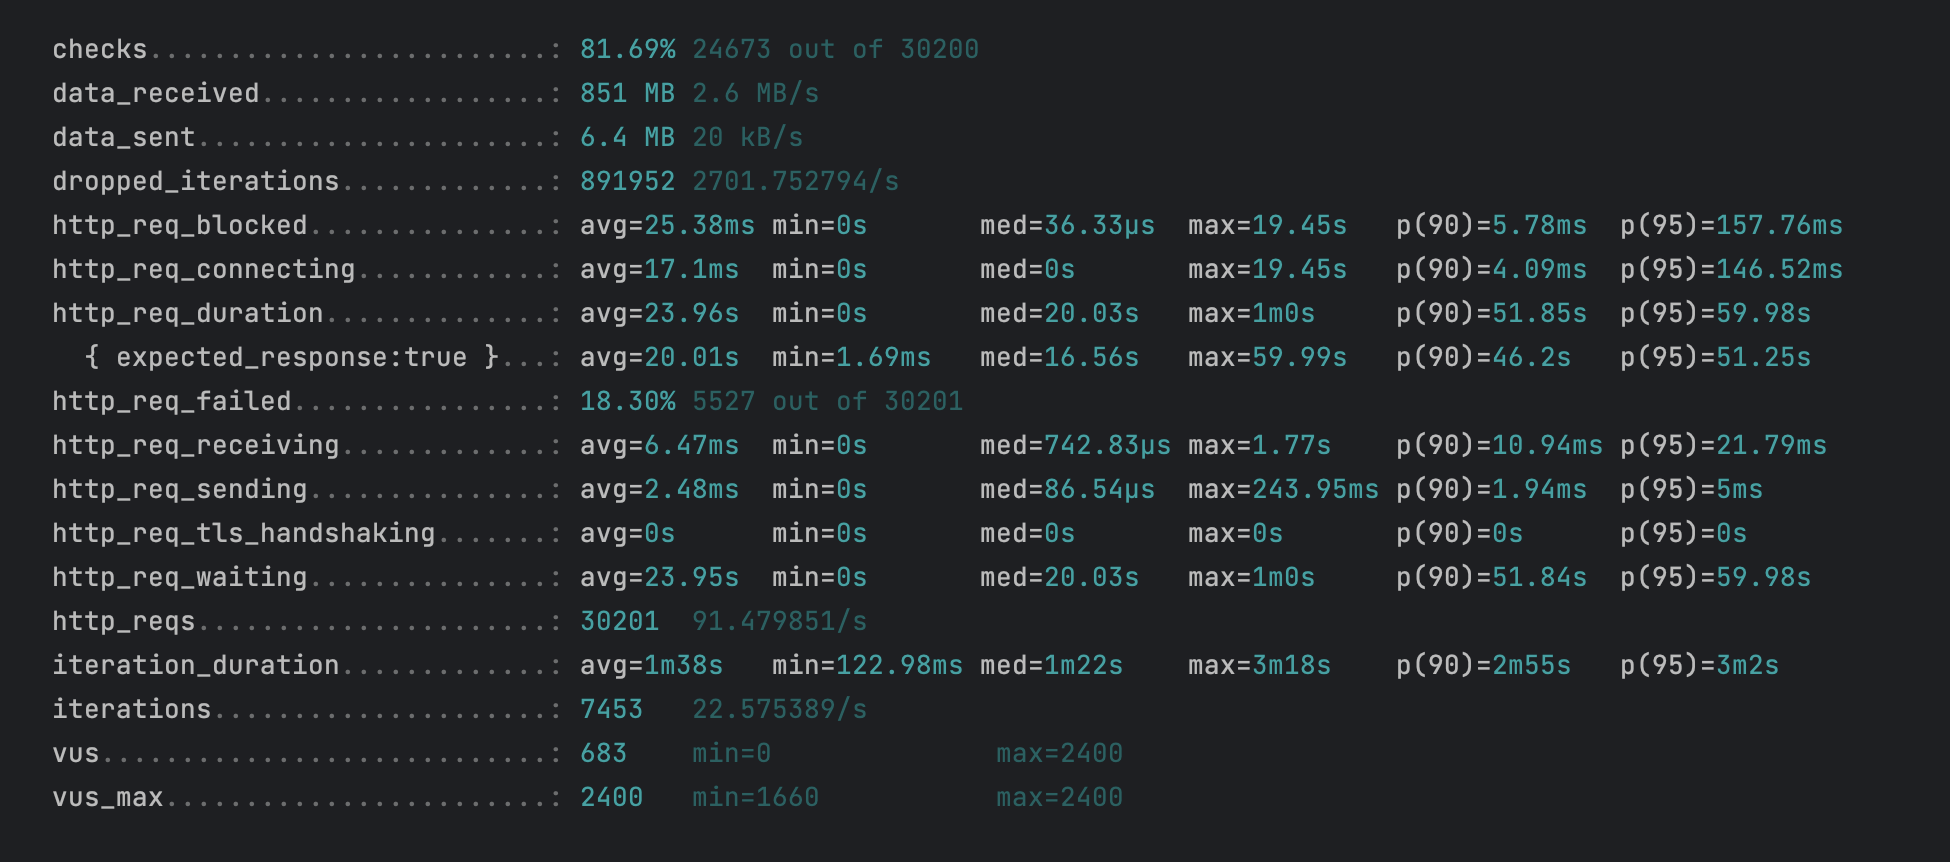 checks.........................: 81.69% 24673 out of 30200
data_received..................: 851 MB 2.6 MB/s
data_sent......................: 6.4 MB 20 kB/s
dropped_iterations.............: 891952 2701.752794/s
http_req_blocked...............: avg=25.38ms min=0s       med=36.33µs  max=19.45s   p(90)=5.78ms  p(95)=157.76ms
http_req_connecting............: avg=17.1ms  min=0s       med=0s       max=19.45s   p(90)=4.09ms  p(95)=146.52ms
http_req_duration..............: avg=23.96s  min=0s       med=20.03s   max=1m0s     p(90)=51.85s  p(95)=59.98s
  { expected_response:true }...: avg=20.01s  min=1.69ms   med=16.56s   max=59.99s   p(90)=46.2s   p(95)=51.25s
http_req_failed................: 18.30% 5527 out of 30201
http_req_receiving.............: avg=6.47ms  min=0s       med=742.83µs max=1.77s    p(90)=10.94ms p(95)=21.79ms
http_req_sending...............: avg=2.48ms  min=0s       med=86.54µs  max=243.95ms p(90)=1.94ms  p(95)=5ms
http_req_tls_handshaking.......: avg=0s      min=0s       med=0s       max=0s       p(90)=0s      p(95)=0s
http_req_waiting...............: avg=23.95s  min=0s       med=20.03s   max=1m0s     p(90)=51.84s  p(95)=59.98s
http_reqs......................: 30201  91.479851/s
iteration_duration.............: avg=1m38s   min=122.98ms med=1m22s    max=3m18s    p(90)=2m55s   p(95)=3m2s
iterations.....................: 7453   22.575389/s
vus............................: 683    min=0              max=2400
vus_max........................: 2400   min=1660           max=2400